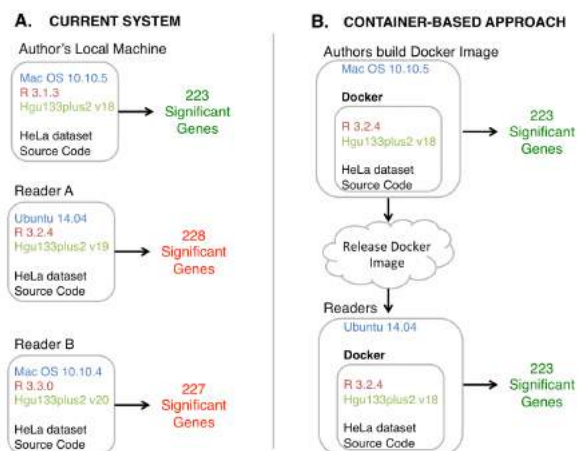 A. CURRENT SYSTEM
Author's Local Machine
Mac OS 10.10.5
R 3.1.3
Hgu133plus2 v18
HeLa dataset
Source Code
223
Significant
Genes
Reader A
Ubuntu 14.04
R 3.2.4
Hgu133plus2 v19
HeLa dataset
Source Code
228
Significant
Genes
Reader B
Mac OS 10.10.4
R 3.3.0
Hgu133plus2 v20
HeLa dataset
Source Code
227
Significant
Genes
B. CONTAINER-BASED APPROACH
Authors build Docker Image
Mac OS 10.10.5
Docker
R 3.2.4
Hgu133plus2 v18
HeLa dataset
Source Code
223
Significant
Genes
Release Docker
Image
Readers
Ubuntu 14.04
Docker
R 3.2.4
Hgu133plus2 v18
HeLa dataset
Source Code
223
Significant
Genes